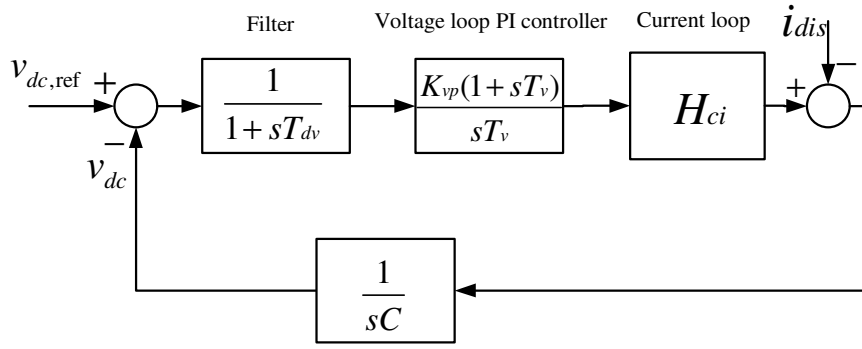 Filter
Voltage loop PI controller
Current loop
i_dis
v_dc,ref
+
1
1 + sT_dv
K_vp(1 + sT_v)
sT_v
H_ci
+
−
−
v_dc
1
sC